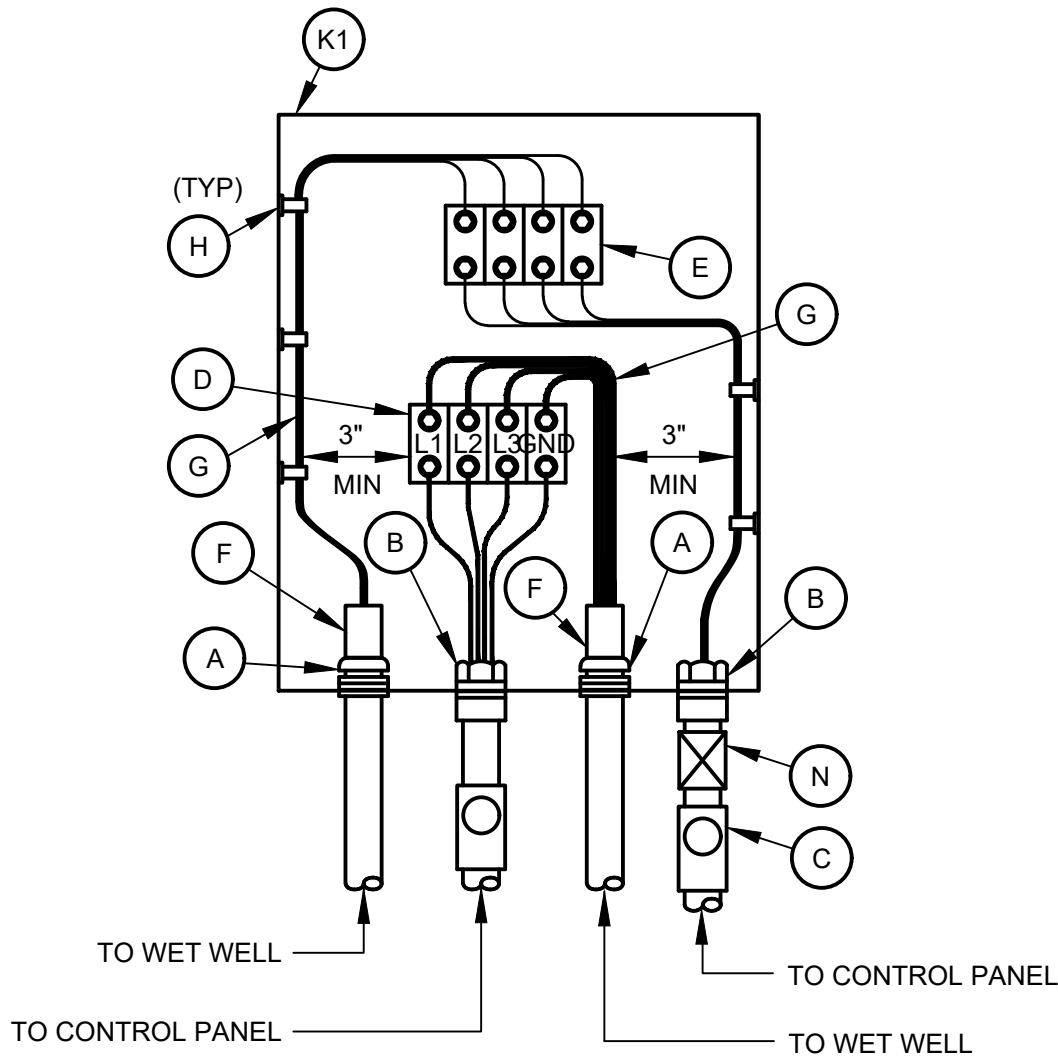 K1
(TYP)
H
E
G
D
L1 L2 L3 GND
3"
MIN
3"
MIN
G
B
A
F
F
B
A
N
C
TO WET WELL
TO CONTROL PANEL
TO CONTROL PANEL
TO WET WELL